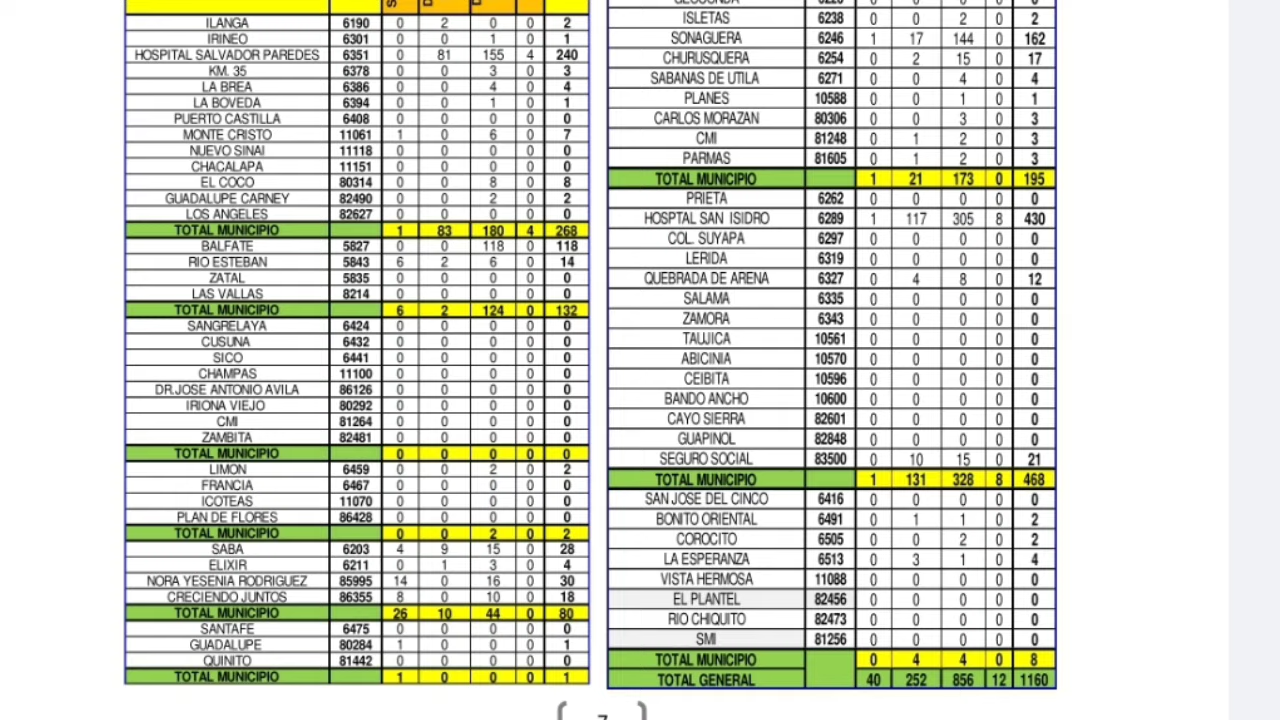 ILANGA 6190 0 2 0 0 2
IRINEO 6301 0 0 1 0 1
HOSPITAL SALVADOR PAREDES 6351 0 81 155 4 240
KM. 35 6378 0 0 3 0 3
LA BREA 6386 0 0 4 0 4
LA BOVEDA 6394 0 0 1 0 1
PUERTO CASTILLA 6408 0 0 0 0 0
MONTE CRISTO 11061 1 0 6 0 7
NUEVO SINAI 11118 0 0 0 0 0
CHACALAPA 11151 0 0 0 0 0
EL COCO 80314 0 0 8 0 8
GUADALUPE CARNEY 82490 0 0 2 0 2
LOS ANGELES 82627 0 0 0 0 0
TOTAL MUNICIPIO 1 83 180 4 268
BALFATE 5827 0 0 118 0 118
RIO ESTEBAN 5843 6 2 6 0 14
ZATAL 5835 0 0 0 0 0
LAS VALLAS 8214 0 0 0 0 0
TOTAL MUNICIPIO 6 2 124 0 132
SANGRELAYA 6424 0 0 0 0 0
CUSUNA 6432 0 0 0 0 0
SICO 6441 0 0 0 0 0
CHAMPAS 11100 0 0 0 0 0
DR.JOSE ANTONIO AVILA 86126 0 0 0 0 0
IRIONA VIEJO 80292 0 0 0 0 0
CMI 81264 0 0 0 0 0
ZAMBITA 82481 0 0 0 0 0
TOTAL MUNICIPIO 0 0 0 0 0
LIMON 6459 0 0 2 0 2
FRANCIA 6467 0 0 0 0 0
ICOTEAS 11070 0 0 0 0 0
PLAN DE FLORES 86428 0 0 0 0 0
TOTAL MUNICIPIO 0 0 2 0 2
SABA 6203 4 9 15 0 28
ELIXIR 6211 0 1 3 0 4
NORA YESENIA RODRIGUEZ 85995 14 0 16 0 30
CRECIENDO JUNTOS 86355 8 0 10 0 18
TOTAL MUNICIPIO 26 10 44 0 80
SANTAFE 6475 0 0 0 0 0
GUADALUPE 80284 1 0 0 0 1
QUINITO 81442 0 0 0 0 0
TOTAL MUNICIPIO 1 0 0 0 1
ISLETAS 6238 0 0 2 0 2
SONAGUERA 6246 1 17 144 0 162
CHURUSQUERA 6254 0 2 15 0 17
SABANAS DE UTILA 6271 0 0 4 0 4
PLANES 10588 0 0 1 0 1
CARLOS MORAZAN 80306 0 0 3 0 3
CMI 81248 0 1 2 0 3
PARMAS 81605 0 1 2 0 3
TOTAL MUNICIPIO 1 21 173 0 195
PRIETA 6262 0 0 0 0 0
HOSPTAL SAN ISIDRO 6289 1 117 305 8 430
COL. SUYAPA 6297 0 0 0 0 0
LERIDA 6319 0 0 0 0 0
QUEBRADA DE ARENA 6327 0 4 8 0 12
SALAMA 6335 0 0 0 0 0
ZAMORA 6343 0 0 0 0 0
TAUJICA 10561 0 0 0 0 0
ABICINIA 10570 0 0 0 0 0
CEIBITA 10596 0 0 0 0 0
BANDO ANCHO 10600 0 0 0 0 0
CAYO SIERRA 82601 0 0 0 0 0
GUAPINOL 82848 0 0 0 0 0
SEGURO SOCIAL 83500 0 10 15 0 21
TOTAL MUNICIPIO 1 131 328 8 468
SAN JOSE DEL CINCO 6416 0 0 0 0 0
BONITO ORIENTAL 6491 0 1 1 0 2
COROCITO 6505 0 0 2 0 2
LA ESPERANZA 6513 0 3 1 0 4
VISTA HERMOSA 11088 0 0 0 0 0
EL PLANTEL 82456 0 0 0 0 0
RIO CHIQUITO 82473 0 0 0 0 0
SMI 81256 0 0 0 0 0
TOTAL MUNICIPIO 0 4 4 0 8
TOTAL GENERAL 40 252 856 12 1160